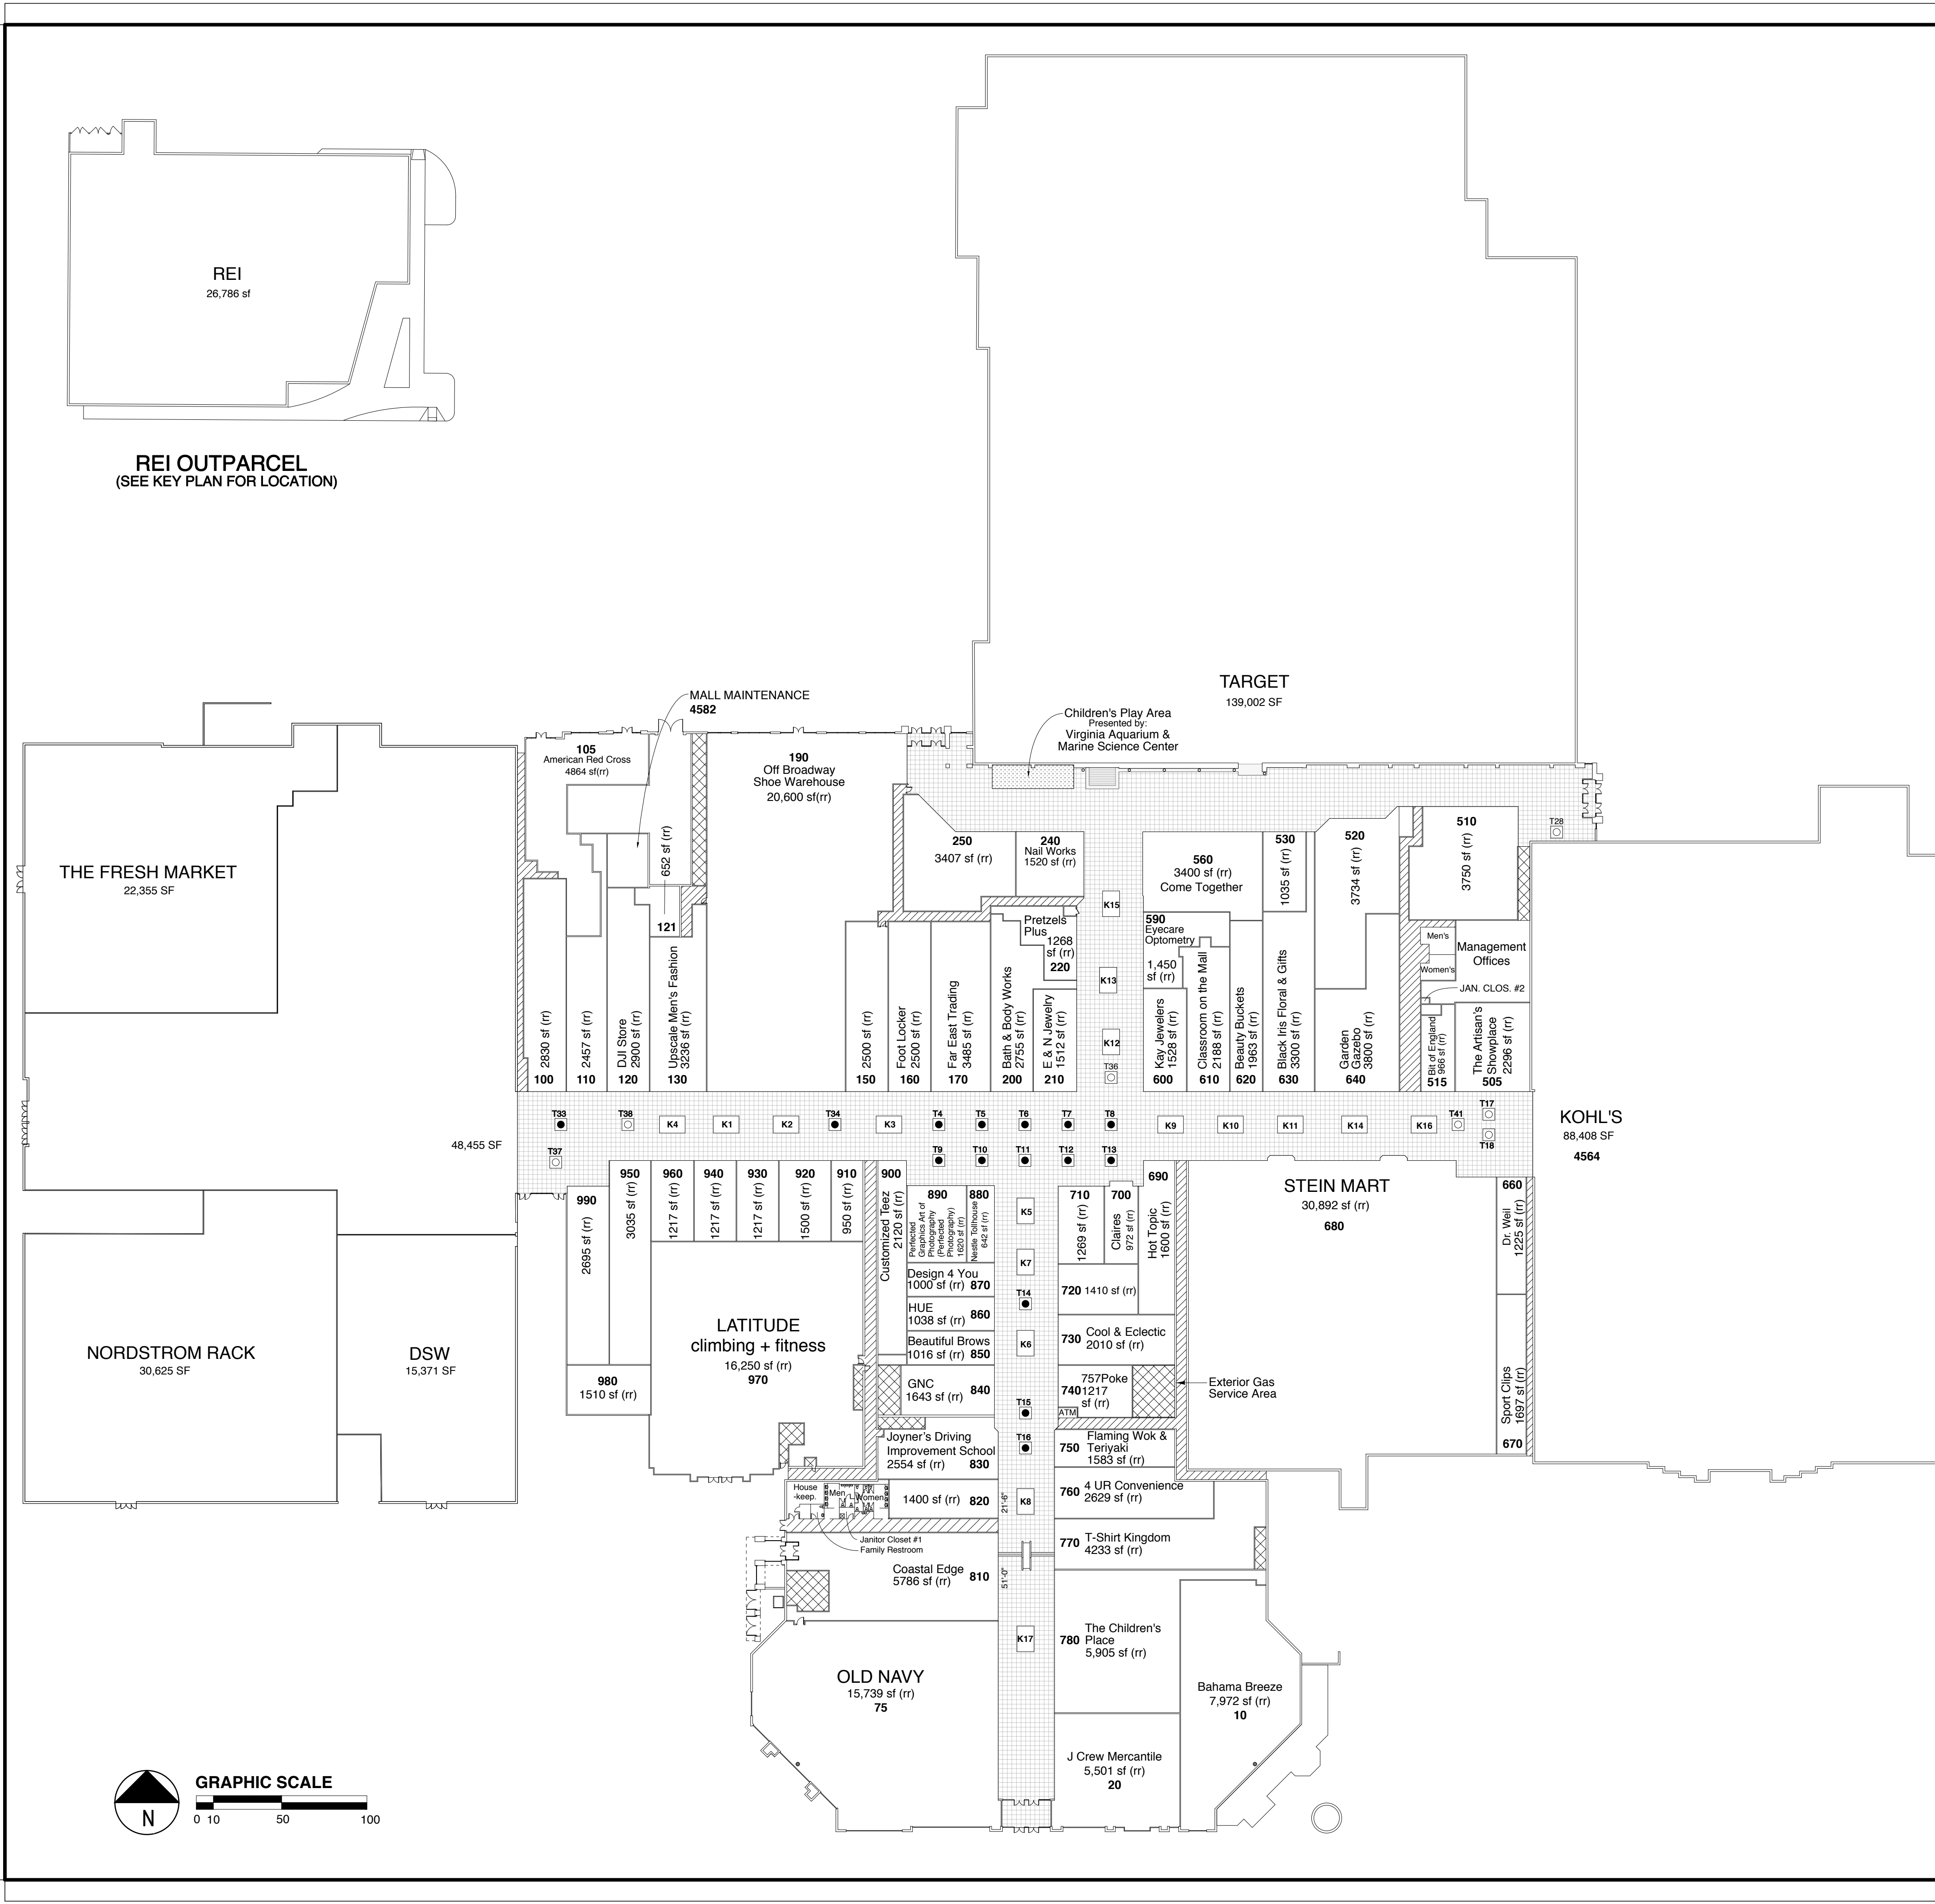 REI
26,786 sf
REI OUTPARCEL
(SEE KEY PLAN FOR LOCATION)
TARGET
139,002 SF
MALL MAINTENANCE
4582
Children's Play Area
Presented by:
Virginia Aquarium &
Marine Science Center
THE FRESH MARKET
22,355 SF
105
American Red Cross
4864 sf(rr)
190
Off Broadway
Shoe Warehouse
20,600 sf(rr)
652 sf (rr)
121
250
3407 sf (rr)
240
Nail Works
1520 sf (rr)
560
3400 sf (rr)
Come Together
530
1035 sf (rr)
520
3734 sf (rr)
510
3750 sf (rr)
T28
K15
K13
K12
T36
2830 sf (rr)
100
2457 sf (rr)
110
DJI Store
2900 sf (rr)
120
Upscale Men's Fashion
3236 sf (rr)
130
2500 sf (rr)
150
Foot Locker
2500 sf (rr)
160
Far East Trading
3485 sf (rr)
170
Bath & Body Works
2755 sf (rr)
200
Pretzels
Plus
1268
sf (rr)
220
E & N Jewelry
1512 sf (rr)
210
590
Eyecare
Optometry
1,450
sf (rr)
Kay Jewelers
1528 sf (rr)
600
Classroom on the Mall
2188 sf (rr)
610
Beauty Buckets
1963 sf (rr)
620
Black Iris Floral & Gifts
3300 sf (rr)
630
Garden
Gazebo
3800 sf (rr)
640
Men's
Women's
Management
Offices
JAN. CLOS. #2
Bit of England
966 sf (rr)
515
The Artisan's
Showplace
2296 sf (rr)
505
KOHL'S
88,408 SF
4564
48,455 SF
T33
T38
K4
K1
K2
T34
K3
T4
T5
T6
T7
T8
K9
K10
K11
K14
K16
T41
T17
T18
T37
T9
T10
T11
T12
T13
990
2695 sf (rr)
950
3035 sf (rr)
960
1217 sf (rr)
940
1217 sf (rr)
930
1217 sf (rr)
920
1500 sf (rr)
910
950 sf (rr)
900
Customized Teez
2120 sf (rr)
890
Perfected
Graphics Art of
Photography
(Perfected
Photography)
1620 sf (rr)
880
Nestle Tollhouse
642 sf (rr)
K5
K7
T14
K6
T15
T16
K8
K17
710
1269 sf (rr)
700
Claires
972 sf (rr)
690
Hot Topic
1600 sf (rr)
STEIN MART
30,892 sf (rr)
680
660
Dr. Weil
1225 sf (rr)
Sport Clips
1697 sf (rr)
670
Design 4 You
1000 sf (rr) 870
HUE
1038 sf (rr) 860
Beautiful Brows
1016 sf (rr) 850
GNC
1643 sf (rr) 840
720 1410 sf (rr)
730 Cool & Eclectic
2010 sf (rr)
757Poke
740 1217
sf (rr)
ATM
Exterior Gas
Service Area
NORDSTROM RACK
30,625 SF
DSW
15,371 SF
980
1510 sf (rr)
LATITUDE
climbing + fitness
16,250 sf (rr)
970
Joyner's Driving
Improvement School
2554 sf (rr) 830
750 Flaming Wok &
Teriyaki
1583 sf (rr)
House
-keep.
Men
Women
1400 sf (rr) 820
21'-6"
760 4 UR Convenience
2629 sf (rr)
Janitor Closet #1
Family Restroom
770 T-Shirt Kingdom
4233 sf (rr)
Coastal Edge
5786 sf (rr) 810
51'-0"
The Children's
780 Place
5,905 sf (rr)
OLD NAVY
15,739 sf (rr)
75
Bahama Breeze
7,972 sf (rr)
10
J Crew Mercantile
5,501 sf (rr)
20
N
GRAPHIC SCALE
0 10 50 100